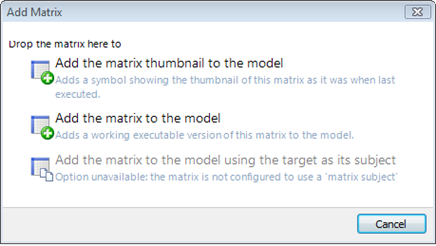 Add Matrix
Drop the matrix here to
Add the matrix thumbnail to the model
Adds a symbol showing the thumbnail of this matrix as it was when last
executed.
Add the matrix to the model
Adds a working executable version of this matrix to the model.
Add the matrix to the model using the target as its subject
Option unavailable: the matrix is not configured to use a 'matrix subject'
Cancel